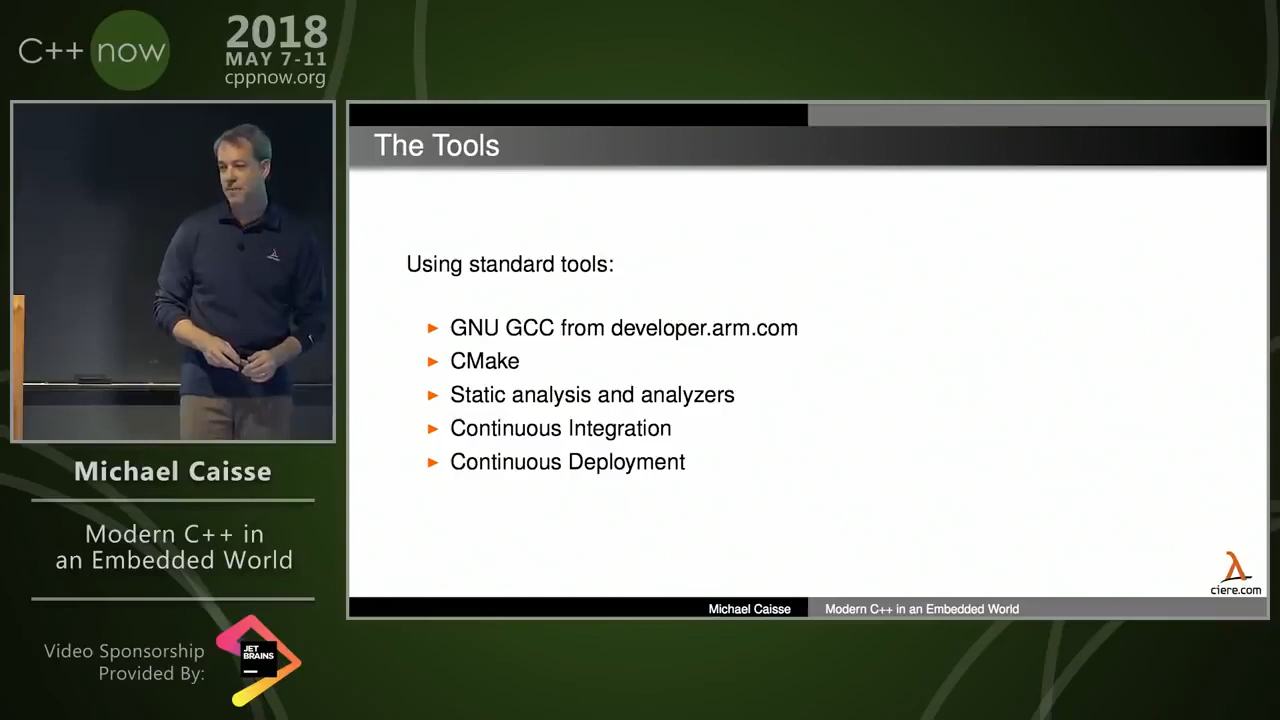 C++ now
2018
MAY 7-11
cppnow.org
The Tools
Using standard tools:
► GNU GCC from developer.arm.com
► CMake
► Static analysis and analyzers
► Continuous Integration
► Continuous Deployment
λ
ciere.com
Michael Caisse
Modern C++ in an Embedded World
Michael Caisse
Modern C++ in
an Embedded World
Video Sponsorship
Provided By:
JET
BRAINS